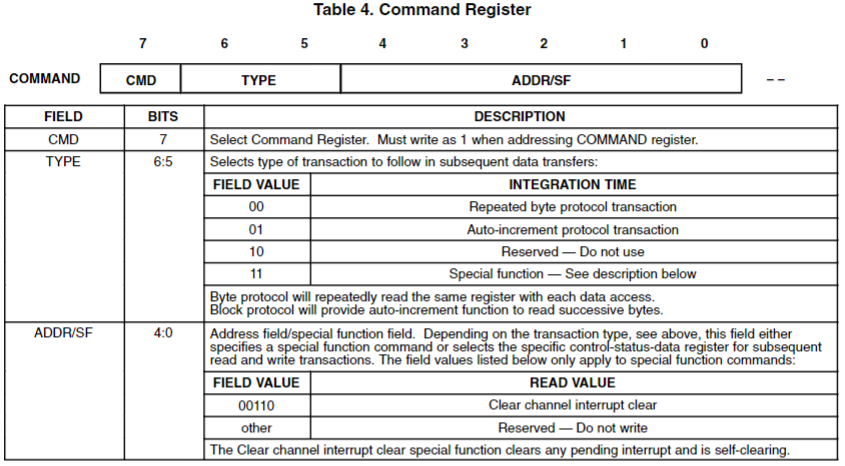 Table 4. Command Register
7 6 5 4 3 2 1 0
COMMAND CMD TYPE ADDR/SF – –
FIELD BITS DESCRIPTION
CMD 7 Select Command Register. Must write as 1 when addressing COMMAND register.
TYPE 6:5 Selects type of transaction to follow in subsequent data transfers:
FIELD VALUE INTEGRATION TIME
00 Repeated byte protocol transaction
01 Auto-increment protocol transaction
10 Reserved — Do not use
11 Special function — See description below
Byte protocol will repeatedly read the same register with each data access.
Block protocol will provide auto-increment function to read successive bytes.
ADDR/SF 4:0 Address field/special function field. Depending on the transaction type, see above, this field either
specifies a special function command or selects the specific control-status-data register for subsequent
read and write transactions. The field values listed below only apply to special function commands:
FIELD VALUE READ VALUE
00110 Clear channel interrupt clear
other Reserved — Do not write
The Clear channel interrupt clear special function clears any pending interrupt and is self-clearing.